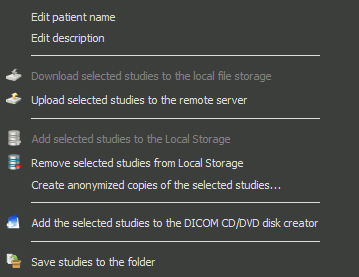 Edit patient name
Edit description
Download selected studies to the local file storage
Upload selected studies to the remote server
Add selected studies to the Local Storage
Remove selected studies from Local Storage
Create anonymized copies of the selected studies...
Add the selected studies to the DICOM CD/DVD disk creator
Save studies to the folder